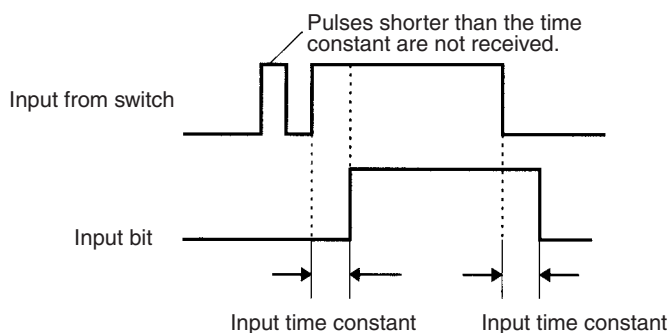 Pulses shorter than the time
constant are not received.
Input from switch
Input bit
Input time constant
Input time constant